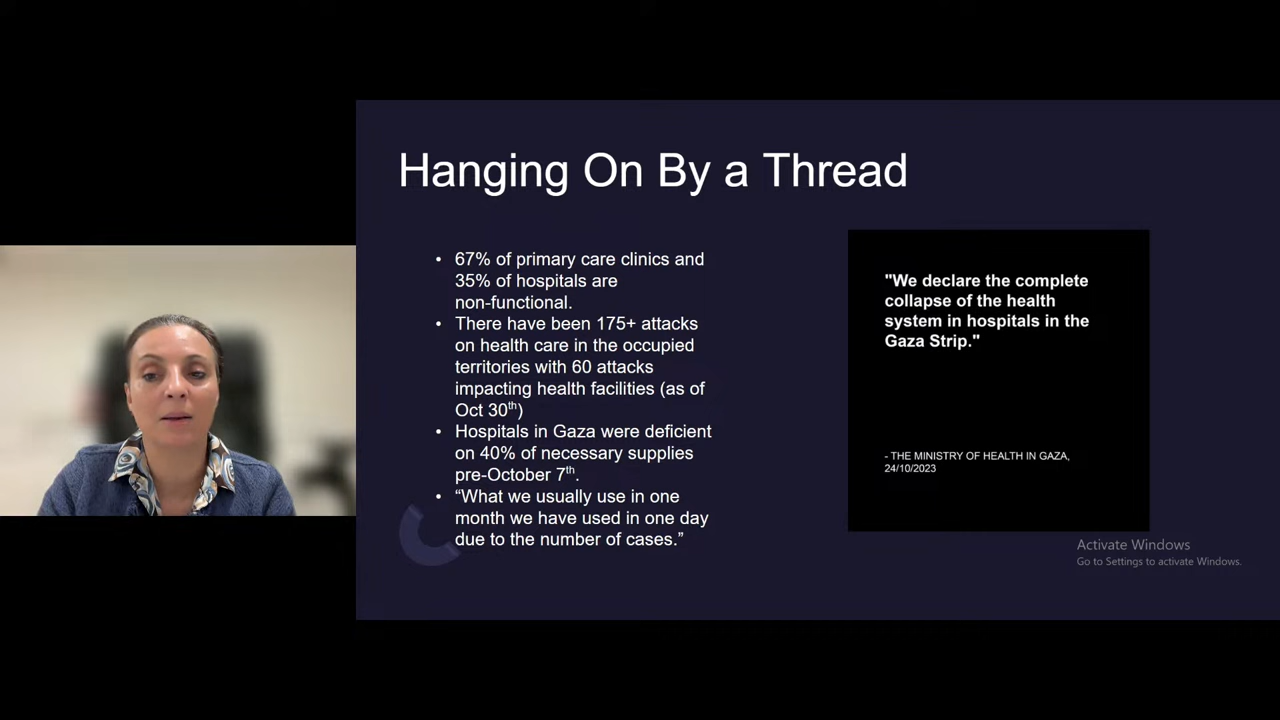 Hanging On By a Thread
• 67% of primary care clinics and
35% of hospitals are
non-functional.
• There have been 175+ attacks
on health care in the occupied
territories with 60 attacks
impacting health facilities (as of
Oct 30th)
• Hospitals in Gaza were deficient
on 40% of necessary supplies
pre-October 7th.
• “What we usually use in one
month we have used in one day
due to the number of cases.”
"We declare the complete
collapse of the health
system in hospitals in the
Gaza Strip."
- THE MINISTRY OF HEALTH IN GAZA,
24/10/2023
Activate Windows
Go to Settings to activate Windows.